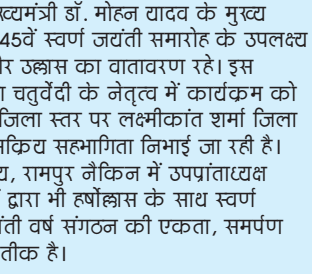 ख्यमंत्री डॉ. मोहन यादव के मुख्य
45वें स्वर्ण जयंती समारोह के उपलक्ष्य
र उल्लास का वातावरण रहे। इस
चतुर्वेदी के नेतृत्व में कार्यक्रम को
जिला स्तर पर लक्ष्मीकांत शर्मा जिला
सक्रिय सहभागिता निभाई जा रही है।
य, रामपुर नैकिन में उपप्रांताध्यक्ष
द्वारा भी हर्षोल्लास के साथ स्वर्ण
ंती वर्ष संगठन की एकता, समर्पण
तीक है।